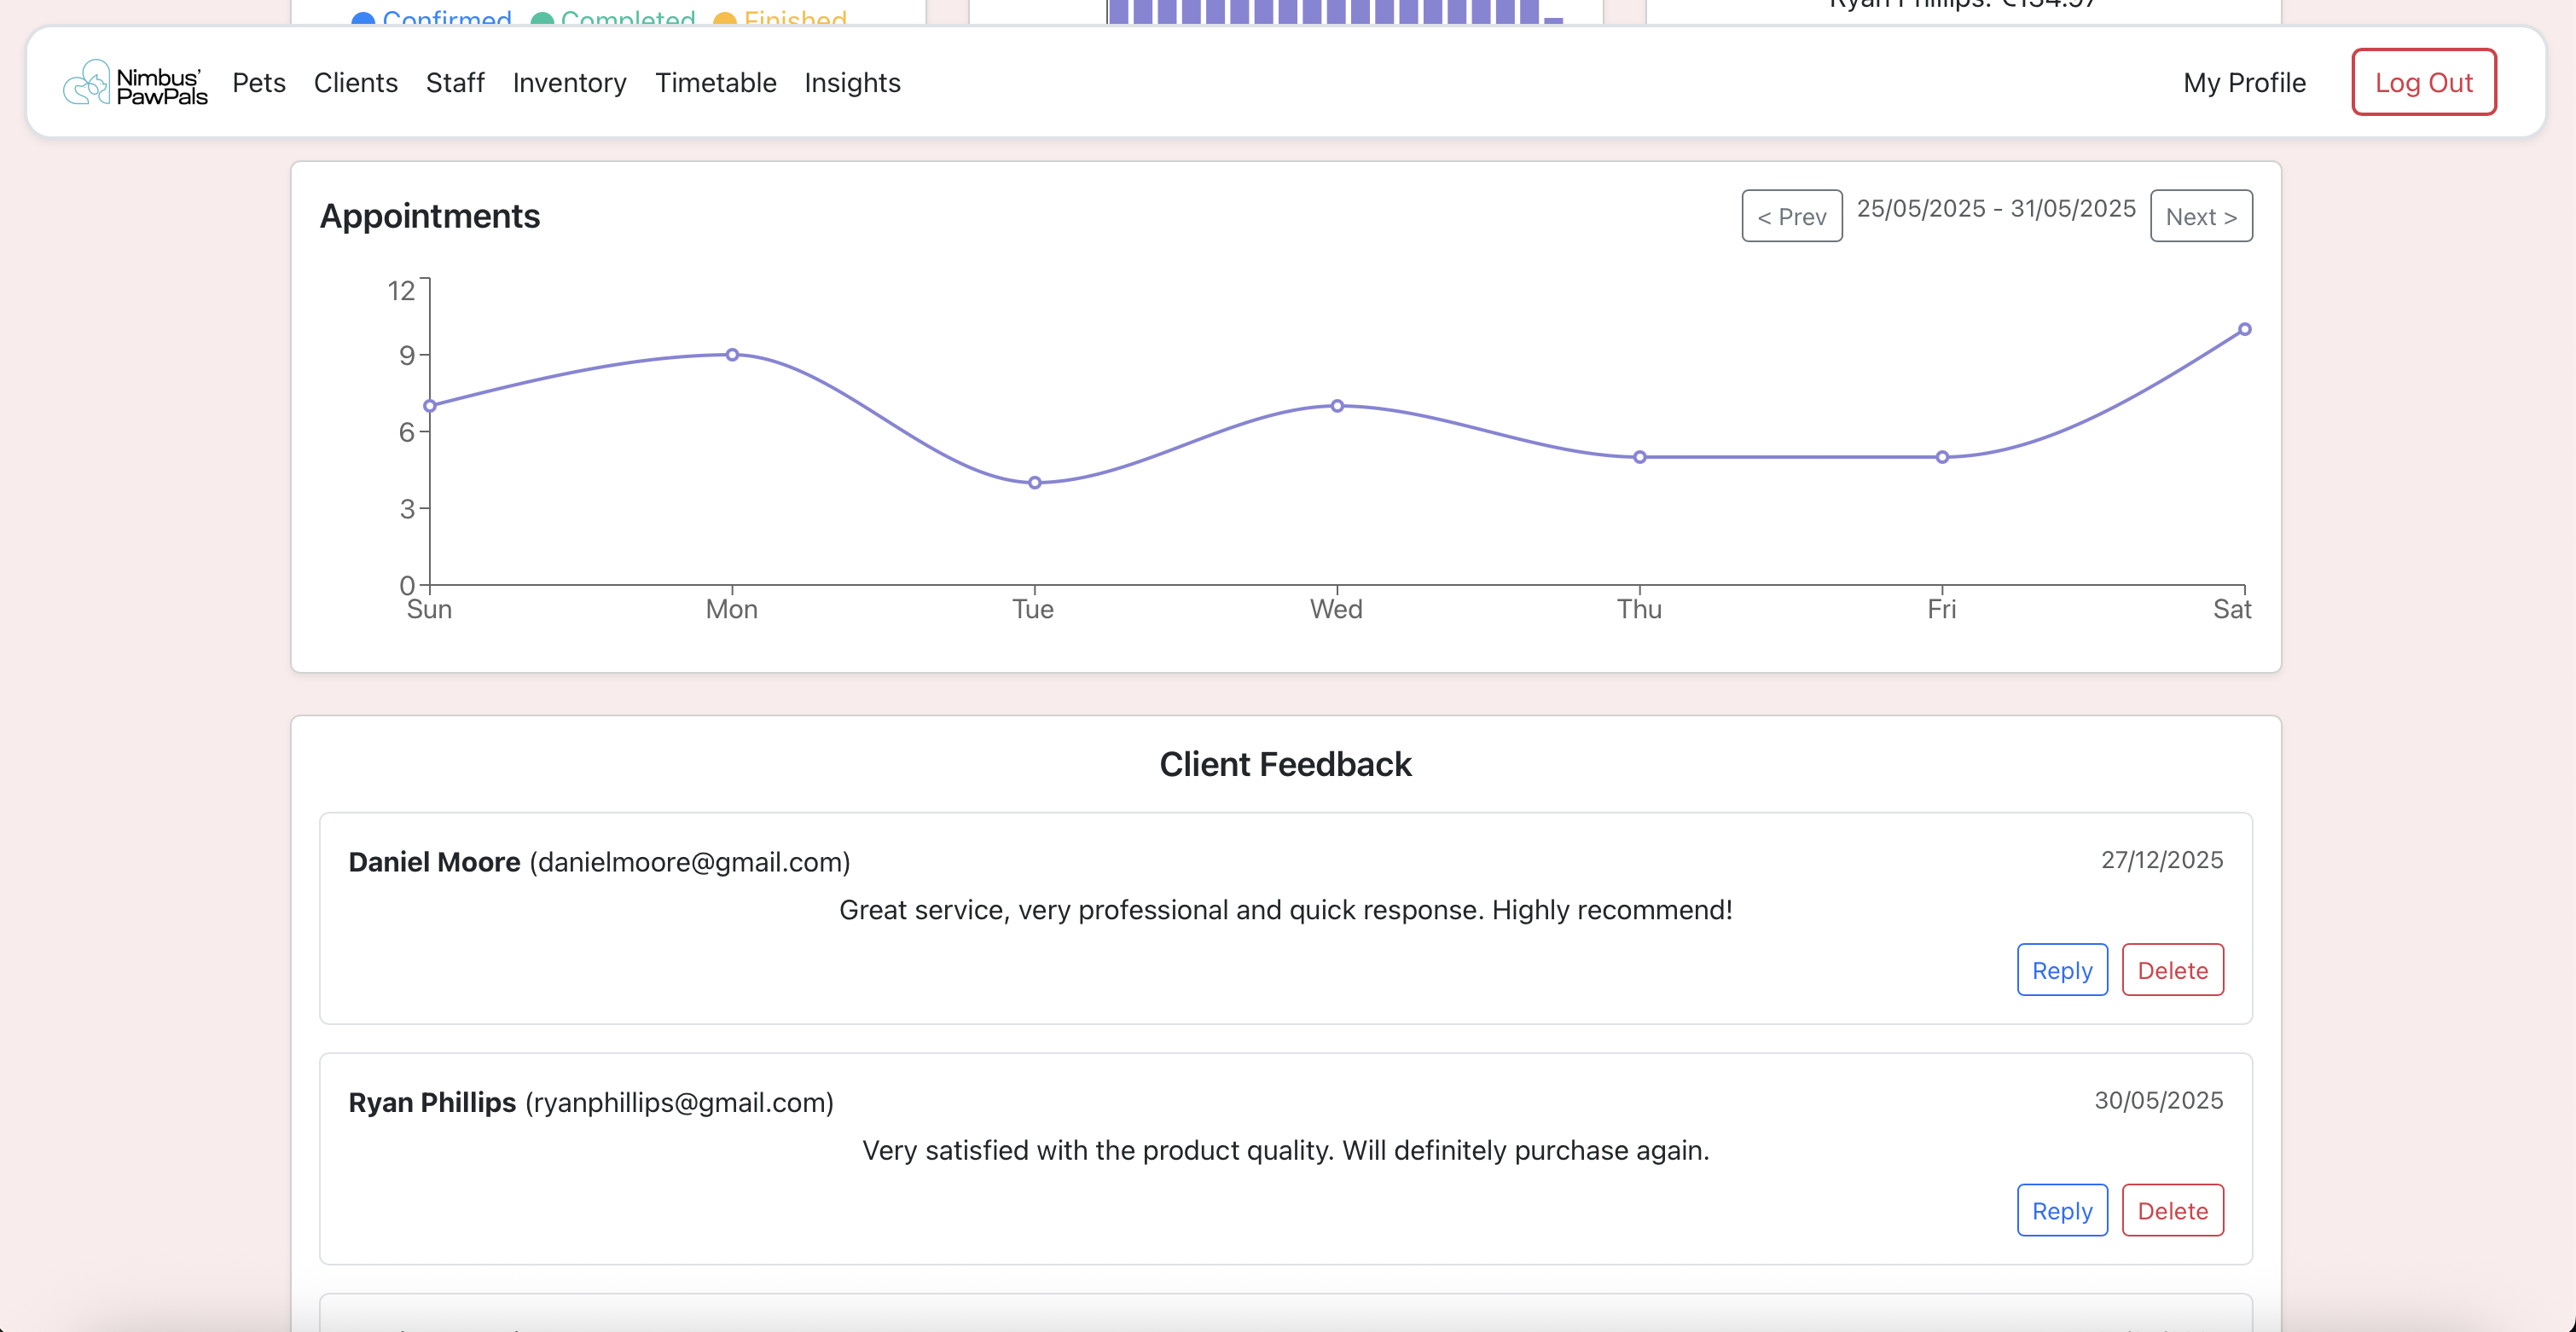 Confirmed Completed Finished
Ryan Phillips: €134.97
Nimbus'
PawPals
Pets Clients Staff Inventory Timetable Insights My Profile Log Out
Appointments
< Prev 25/05/2025 - 31/05/2025 Next >
12
9
6
3
0
Sun Mon Tue Wed Thu Fri Sat
Client Feedback
Daniel Moore (danielmoore@gmail.com) 27/12/2025
Great service, very professional and quick response. Highly recommend!
Reply Delete
Ryan Phillips (ryanphillips@gmail.com) 30/05/2025
Very satisfied with the product quality. Will definitely purchase again.
Reply Delete